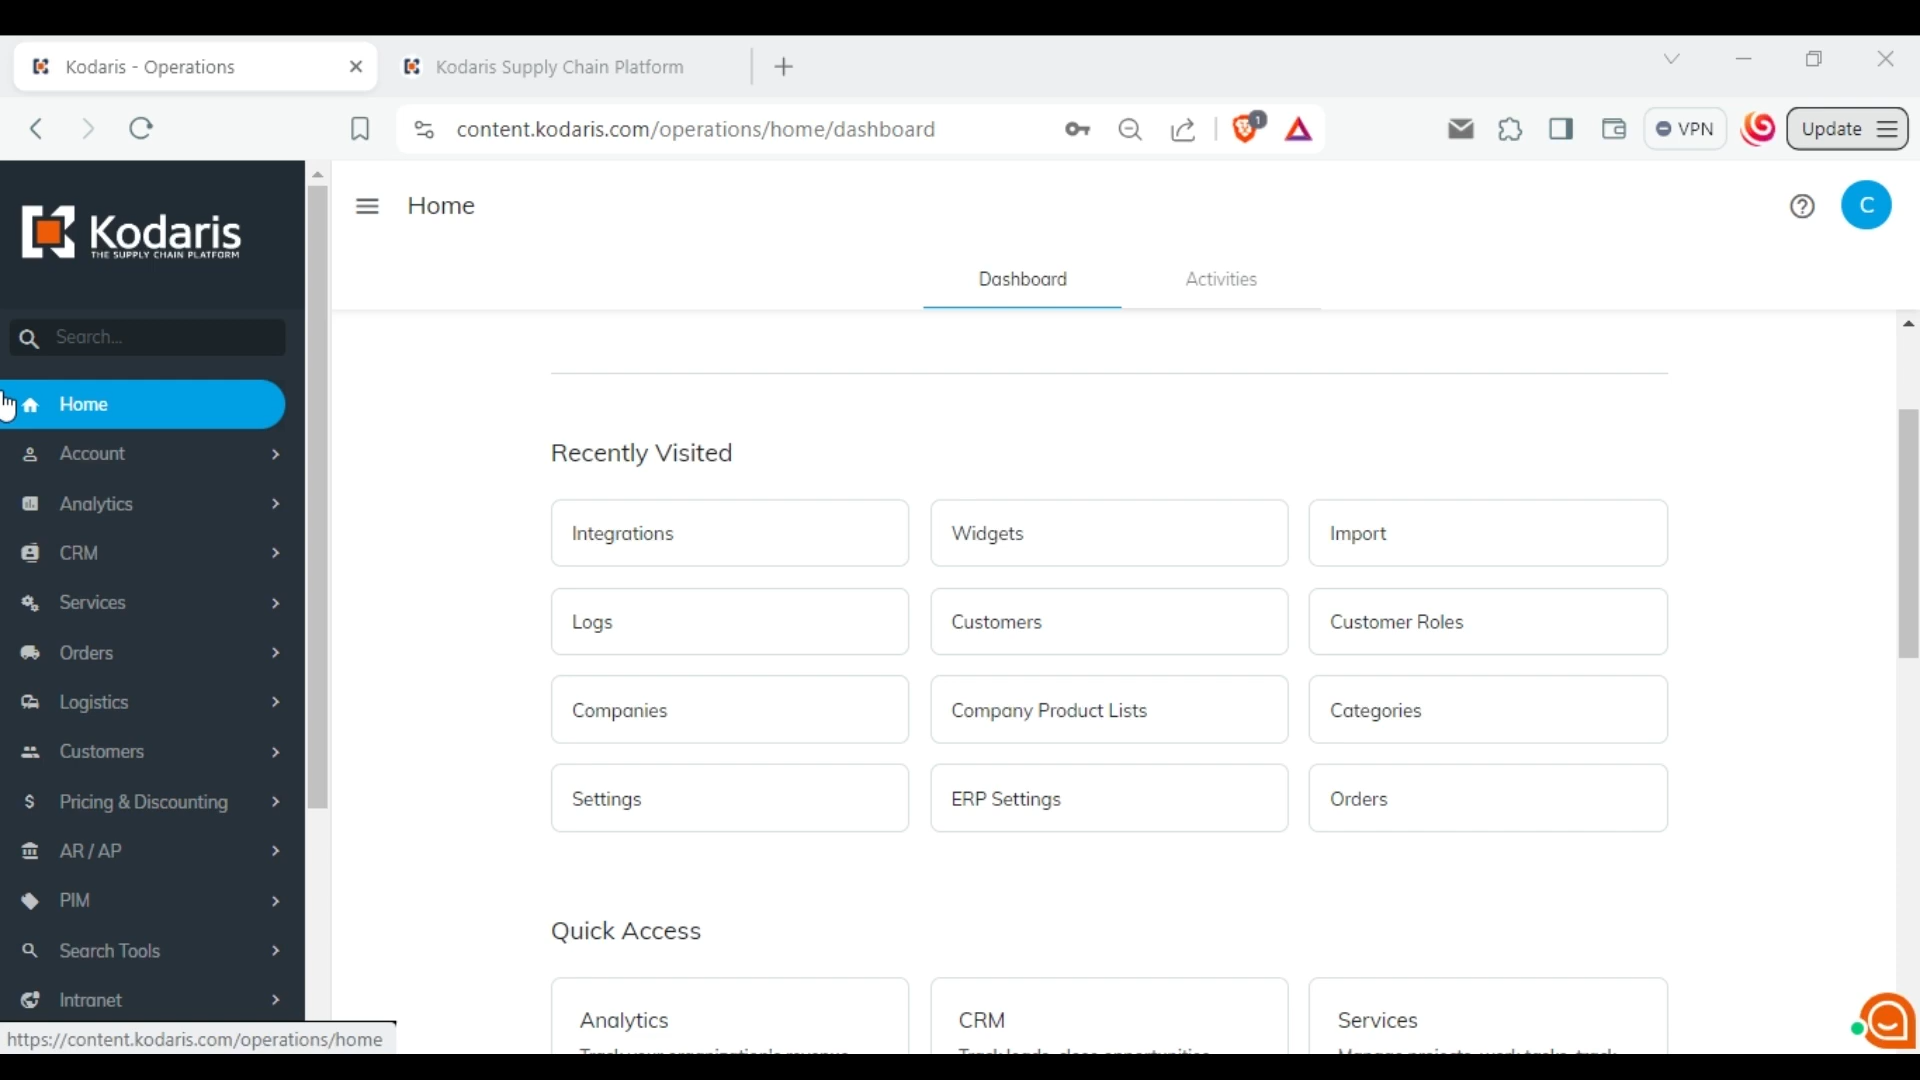 Kodaris - Operations
Kodaris Supply Chain Platform
content.kodaris.com/operations/home/dashboard
1
VPN
Update
Kodaris
THE SUPPLY CHAIN PLATFORM
Home
C
Dashboard
Activities
Search...
Home
Account
Analytics
CRM
Services
Orders
Logistics
Customers
Pricing & Discounting
AR / AP
PIM
Search Tools
Intranet
Recently Visited
Integrations
Widgets
Import
Logs
Customers
Customer Roles
Companies
Company Product Lists
Categories
Settings
ERP Settings
Orders
Quick Access
Analytics
CRM
Services
https://content.kodaris.com/operations/home